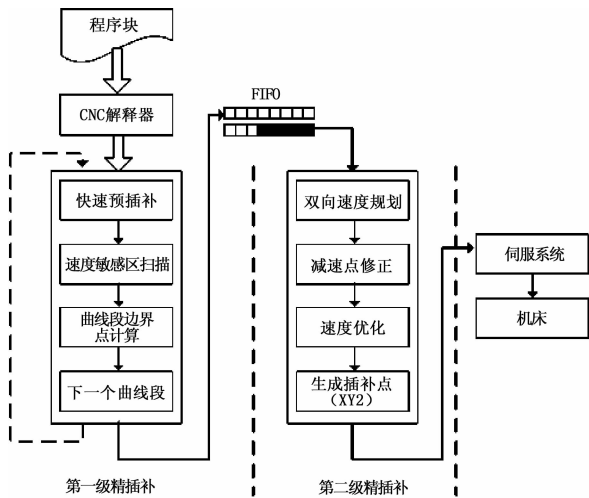 程序块
CNC解释器
快速预插补
速度敏感区扫描
曲线段边界
点计算
下一个曲线段
第一级精插补
FIFO
双向速度规划
减速点修正
速度优化
生成插补点
(XY2)
第二级精插补
伺服系统
机床